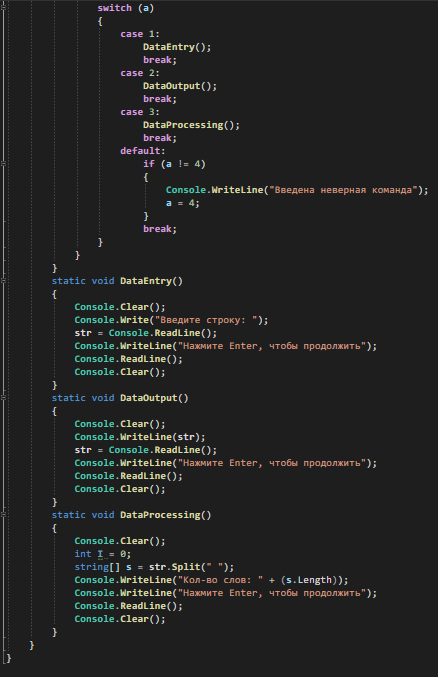 switch (a)
{
case 1:
DataEntry();
break;
case 2:
DataOutput();
break;
case 3:
DataProcessing();
break;
default:
if (a != 4)
{
Console.WriteLine("Введена неверная команда");
a = 4;
}
break;
}
}
}
static void DataEntry()
{
Console.Clear();
Console.Write("Введите строку: ");
str = Console.ReadLine();
Console.WriteLine("Нажмите Enter, чтобы продолжить");
Console.ReadLine();
Console.Clear();
}
static void DataOutput()
{
Console.Clear();
Console.WriteLine(str);
str = Console.ReadLine();
Console.WriteLine("Нажмите Enter, чтобы продолжить");
Console.ReadLine();
Console.Clear();
}
static void DataProcessing()
{
Console.Clear();
int I = 0;
string[] s = str.Split(" ");
Console.WriteLine("Кол-во слов: " + (s.Length));
Console.WriteLine("Нажмите Enter, чтобы продолжить");
Console.ReadLine();
Console.Clear();
}
}
}